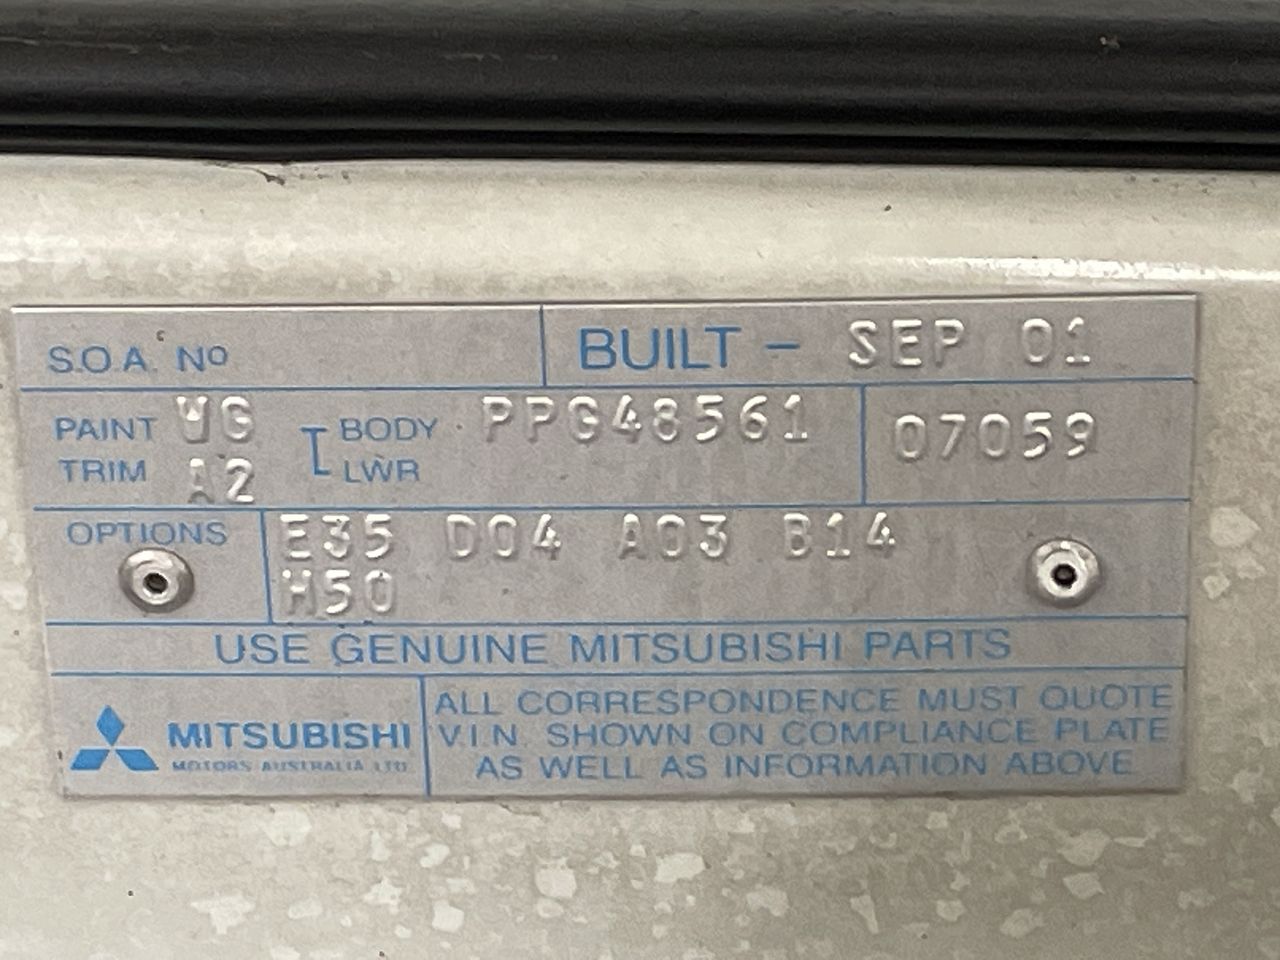 S.O.A. No BUILT - SEP 01
PAINT WG BODY PPG48561 07059
TRIM A2 LWR
OPTIONS E35 D04 A03 B14
H50
USE GENUINE MITSUBISHI PARTS
MITSUBISHI
MOTORS AUSTRALIA LTD
ALL CORRESPONDENCE MUST QUOTE
V.I.N. SHOWN ON COMPLIANCE PLATE
AS WELL AS INFORMATION ABOVE